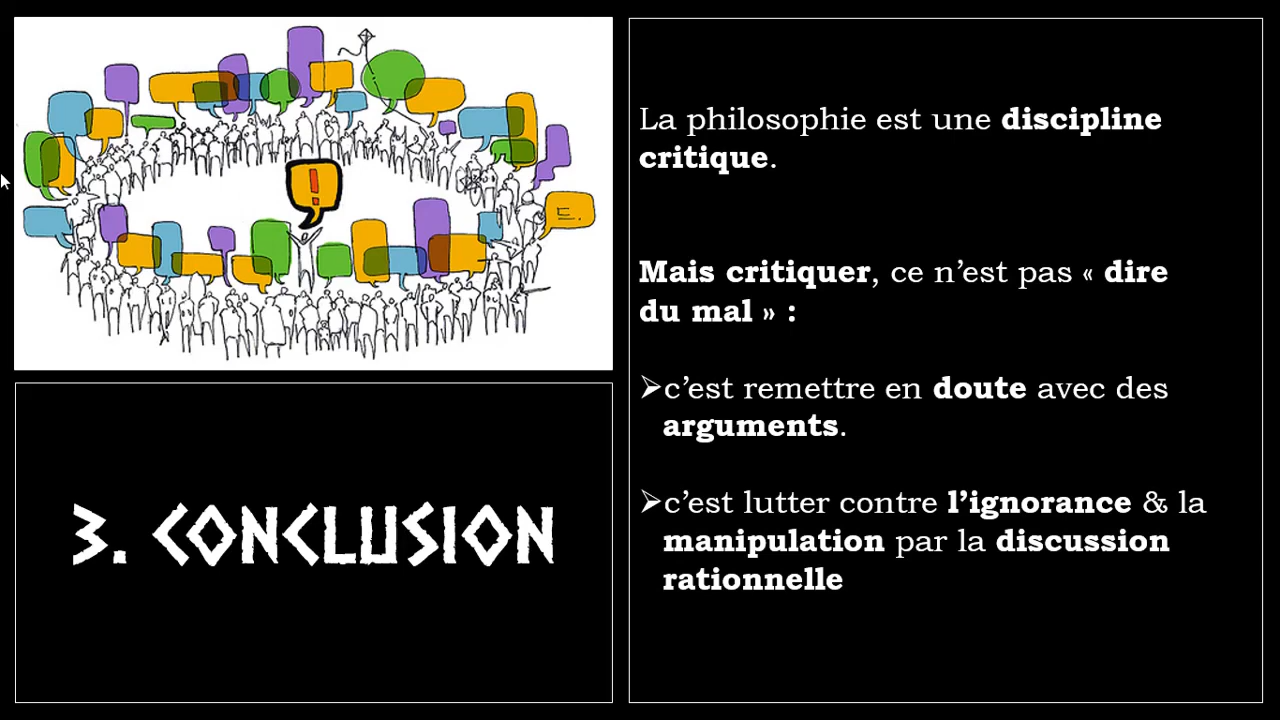 !
E.
3. CONCLUSION
La philosophie est une discipline
critique.
Mais critiquer, ce n’est pas « dire
du mal » :
➢c’est remettre en doute avec des
arguments.
➢c’est lutter contre l’ignorance & la
manipulation par la discussion
rationnelle